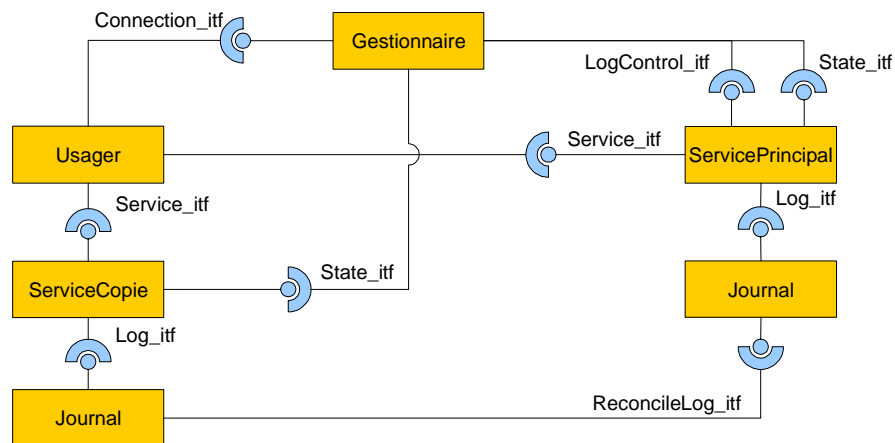 Connection_itf
Gestionnaire
LogControl_itf
State_itf
Usager
Service_itf
ServicePrincipal
Service_itf
Log_itf
ServiceCopie
State_itf
Journal
Log_itf
Journal
ReconcileLog_itf